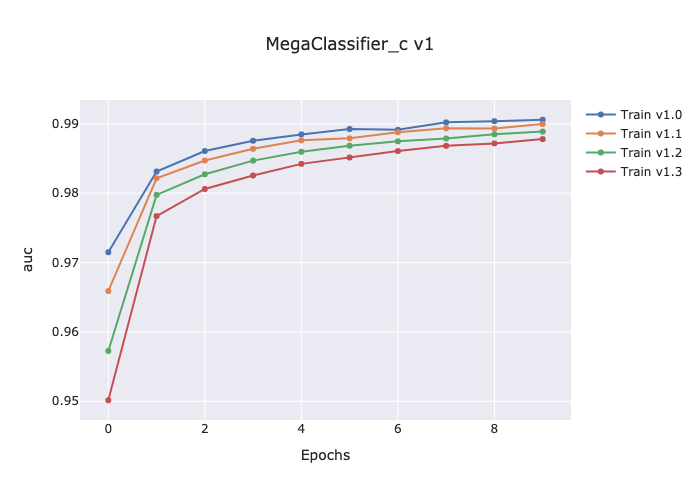 MegaClassifier_c v1
Train v1.0
Train v1.1
Train v1.2
Train v1.3
0.99
0.98
0.97
0.96
0.95
auc
0 2 4 6 8
Epochs